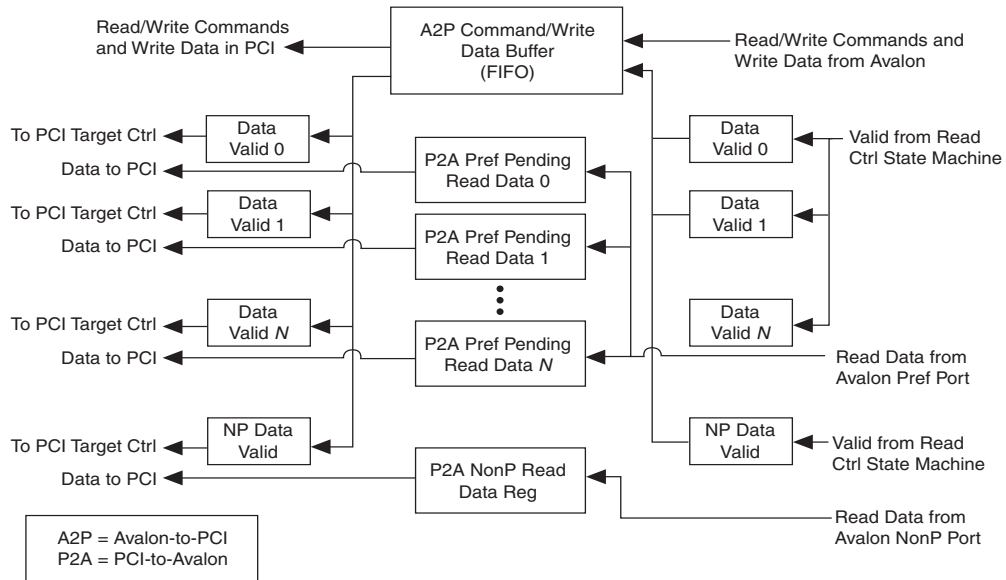 Read/Write Commands
and Write Data in PCI
A2P Command/Write
Data Buffer
(FIFO)
Read/Write Commands and
Write Data from Avalon
To PCI Target Ctrl
Data
Valid 0
Data
Valid 0
Valid from Read
Ctrl State Machine
Data to PCI
P2A Pref Pending
Read Data 0
To PCI Target Ctrl
Data
Valid 1
Data
Valid 1
Data to PCI
P2A Pref Pending
Read Data 1
To PCI Target Ctrl
Data
Valid N
Data
Valid N
Data to PCI
P2A Pref Pending
Read Data N
Read Data from
Avalon Pref Port
To PCI Target Ctrl
NP Data
Valid
NP Data
Valid
Valid from Read
Ctrl State Machine
Data to PCI
P2A NonP Read
Data Reg
Read Data from
Avalon NonP Port
A2P = Avalon-to-PCI
P2A = PCI-to-Avalon